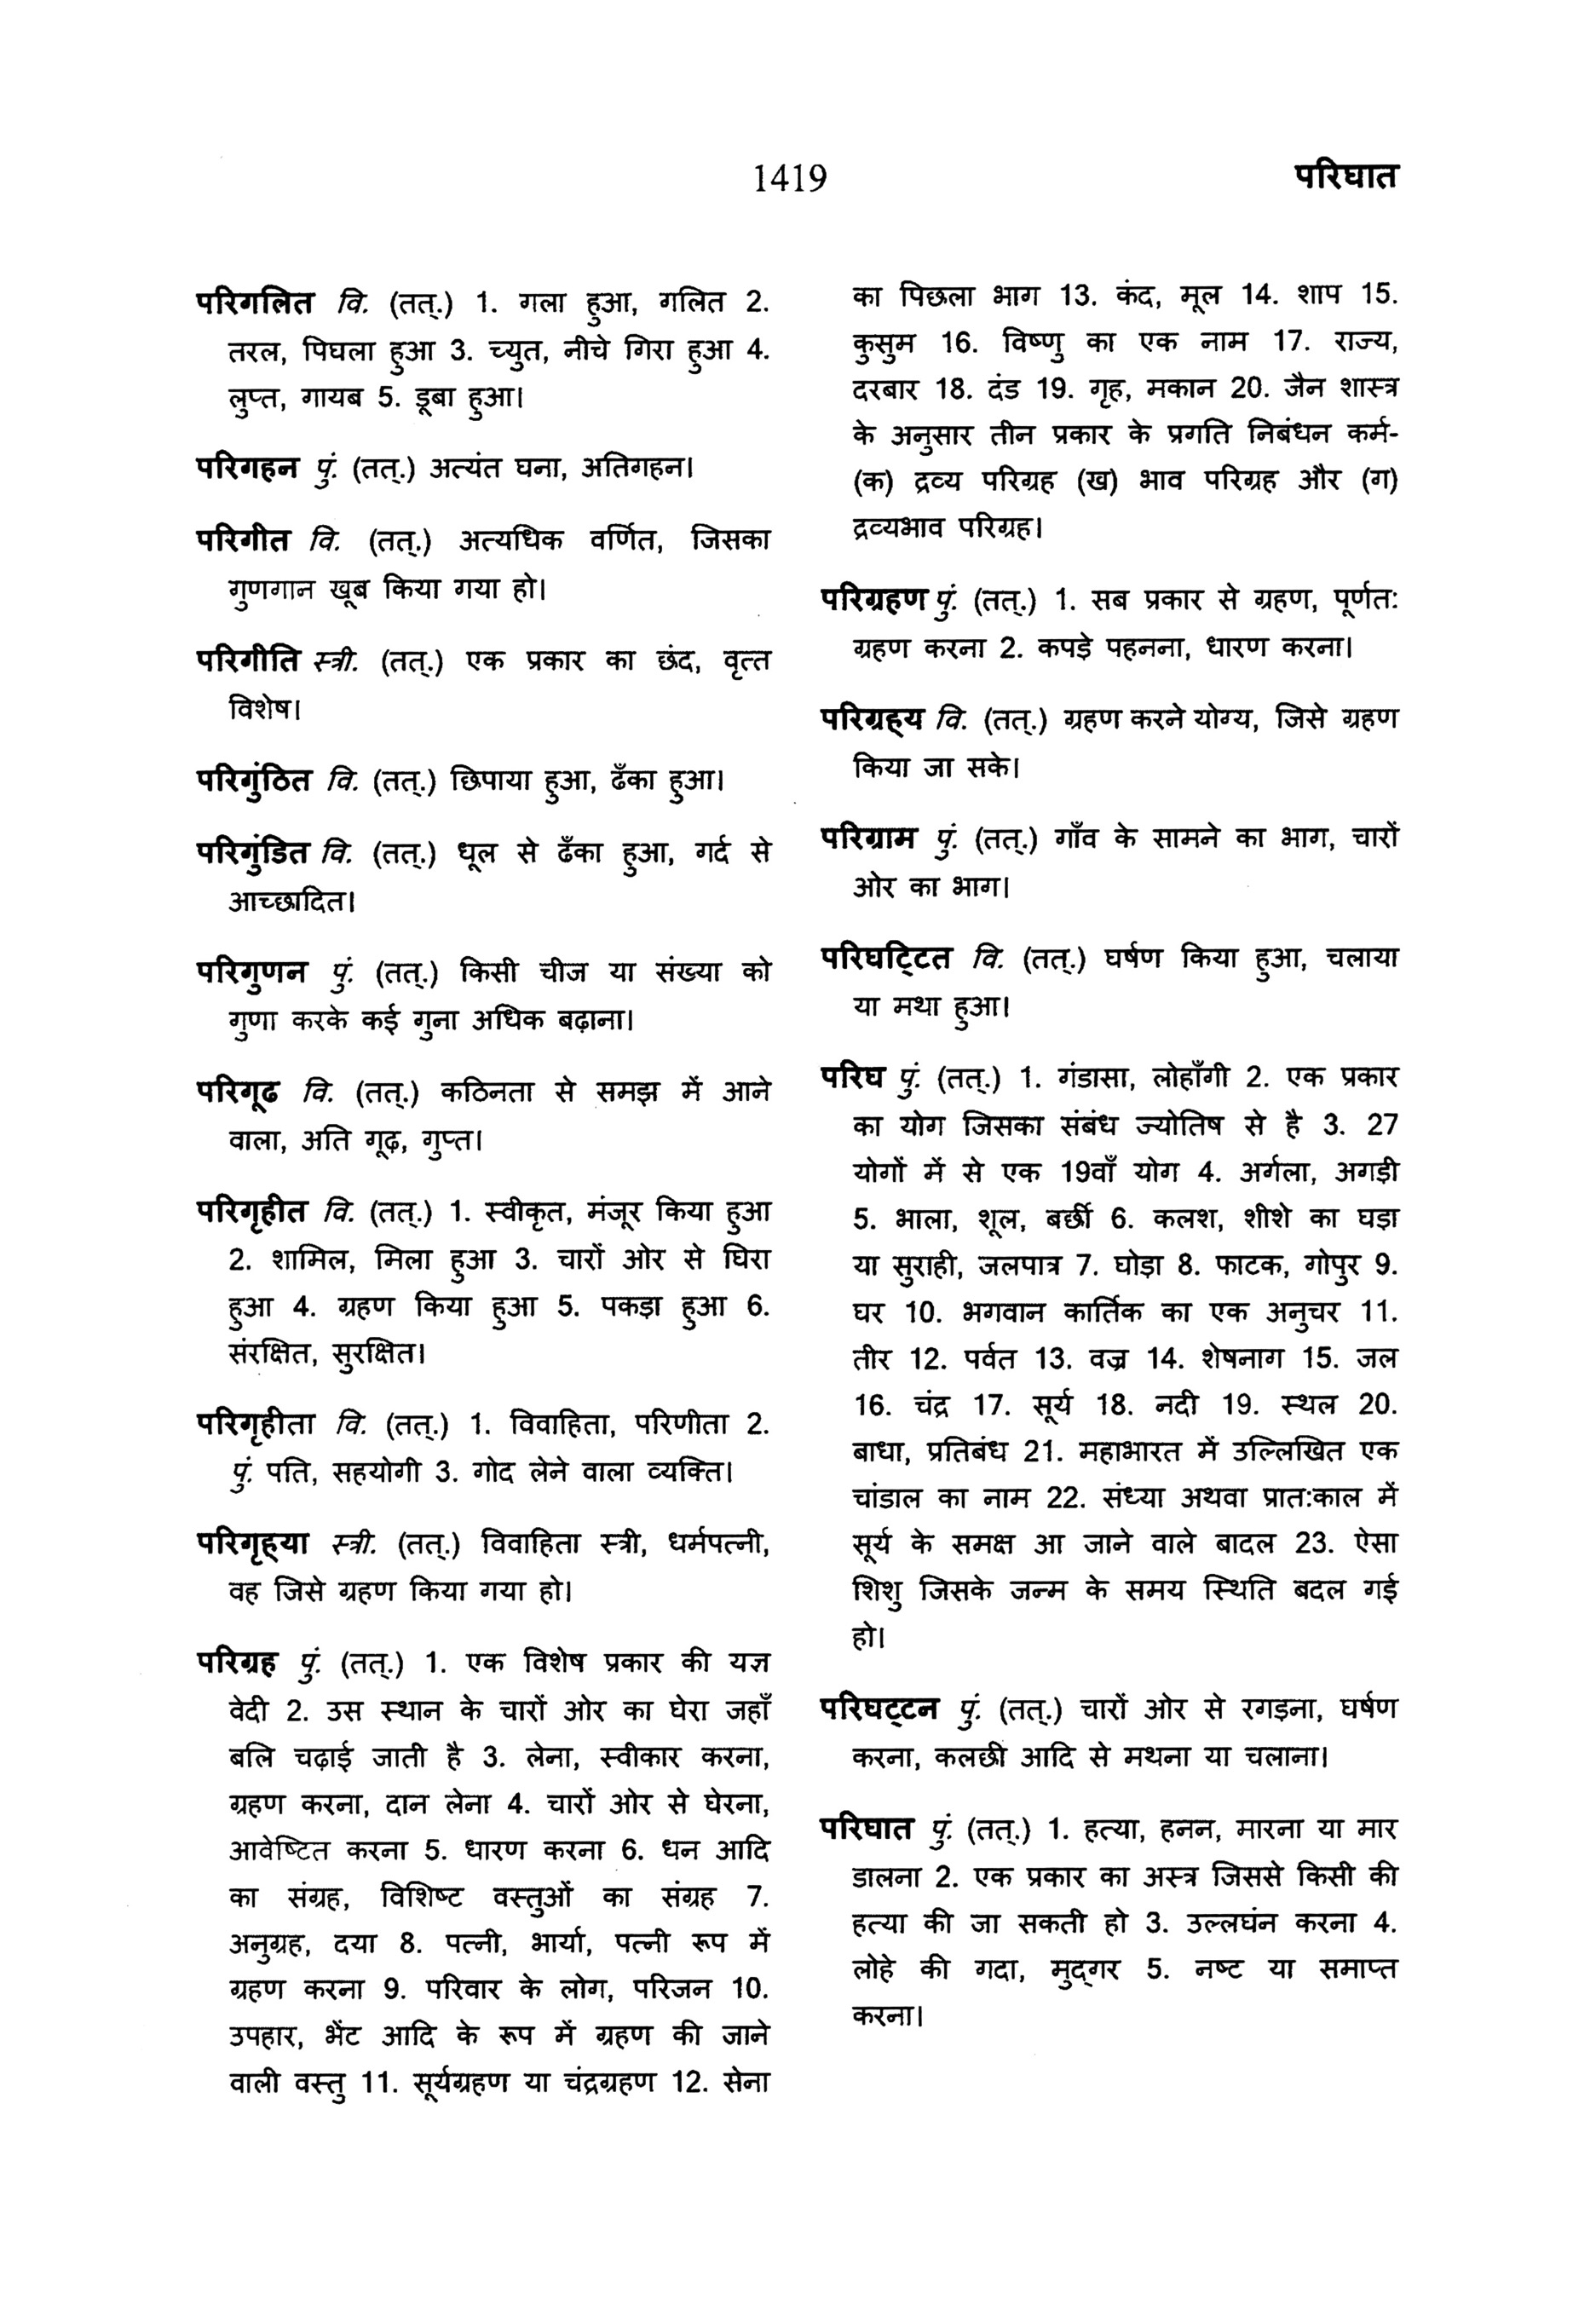 1419
परिघात
परिगलित वि. (तत्.) 1. गला हुआ, गलित 2.
तरल, पिघला हुआ 3. च्युत, नीचे गिरा हुआ 4.
लुप्त, गायब 5. डूबा हुआ।
परिगहन पुं. (तत्.) अत्यंत घना, अतिगहन।
परिगीत वि. (तत्.) अत्यधिक वर्णित, जिसका
गुणगान खूब किया गया हो।
परिगीति स्त्री. (तत्.) एक प्रकार का छंद, वृत्त
विशेष।
परिगुंठित वि. (तत्.) छिपाया हुआ, ढँका हुआ।
परिगुंडित वि. (तत्.) धूल से ढँका हुआ, गर्द से
आच्छादित।
परिगुणन पुं. (तत्.) किसी चीज या संख्या को
गुणा करके कई गुना अधिक बढ़ाना।
परिगूढ वि. (तत्.) कठिनता से समझ में आने
वाला, अति गूढ़, गुप्त।
परिगृहीत वि. (तत्.) 1. स्वीकृत, मंजूर किया हुआ
2. शामिल, मिला हुआ 3. चारों ओर से घिरा
हुआ 4. ग्रहण किया हुआ 5. पकड़ा हुआ 6.
संरक्षित, सुरक्षित।
परिगृहीता वि. (तत्.) 1. विवाहिता, परिणीता 2.
पुं. पति, सहयोगी 3. गोद लेने वाला व्यक्ति।
परिगृह्‌या स्त्री. (तत्.) विवाहिता स्त्री, धर्मपत्नी,
वह जिसे ग्रहण किया गया हो।
परिग्रह पुं. (तत्.) 1. एक विशेष प्रकार की यज्ञ
वेदी 2. उस स्थान के चारों ओर का घेरा जहाँ
बलि चढ़ाई जाती है 3. लेना, स्वीकार करना,
ग्रहण करना, दान लेना 4. चारों ओर से घेरना,
आवेष्टित करना 5. धारण करना 6. धन आदि
का संग्रह, विशिष्ट वस्तुओं का संग्रह 7.
अनुग्रह, दया 8. पत्नी, भार्या, पत्नी रूप में
ग्रहण करना 9. परिवार के लोग, परिजन 10.
उपहार, भेंट आदि के रूप में ग्रहण की जाने
वाली वस्तु 11. सूर्यग्रहण या चंद्रग्रहण 12. सेना
का पिछला भाग 13. कंद, मूल 14. शाप 15.
कुसुम 16. विष्णु का एक नाम 17. राज्य,
दरबार 18. दंड 19. गृह, मकान 20. जैन शास्त्र
के अनुसार तीन प्रकार के प्रगति निबंधन कर्म-
(क) द्रव्य परिग्रह (ख) भाव परिग्रह और (ग)
द्रव्यभाव परिग्रह।
परिग्रहण पुं. (तत्.) 1. सब प्रकार से ग्रहण, पूर्णत:
ग्रहण करना 2. कपड़े पहनना, धारण करना।
परिग्रह्‌य वि. (तत्.) ग्रहण करने योग्य, जिसे ग्रहण
किया जा सके।
परिग्राम पुं. (तत्.) गाँव के सामने का भाग, चारों
ओर का भाग।
परिघट्‌टित वि. (तत्.) घर्षण किया हुआ, चलाया
या मथा हुआ।
परिघ पुं. (तत्.) 1. गंडासा, लोहाँगी 2. एक प्रकार
का योग जिसका संबंध ज्योतिष से है 3. 27
योगों में से एक 19वाँ योग 4. अर्गला, अगड़ी
5. भाला, शूल, बर्छी 6. कलश, शीशे का घड़ा
या सुराही, जलपात्र 7. घोड़ा 8. फाटक, गोपुर 9.
घर 10. भगवान कार्तिक का एक अनुचर 11.
तीर 12. पर्वत 13. वज्र 14. शेषनाग 15. जल
16. चंद्र 17. सूर्य 18. नदी 19. स्थल 20.
बाधा, प्रतिबंध 21. महाभारत में उल्लिखित एक
चांडाल का नाम 22. संध्या अथवा प्रात:काल में
सूर्य के समक्ष आ जाने वाले बादल 23. ऐसा
शिशु जिसके जन्म के समय स्थिति बदल गई
हो।
परिघट्‌टन पुं. (तत्.) चारों ओर से रगड़ना, घर्षण
करना, कलछी आदि से मथना या चलाना।
परिघात पुं. (तत्.) 1. हत्या, हनन, मारना या मार
डालना 2. एक प्रकार का अस्त्र जिससे किसी की
हत्या की जा सकती हो 3. उल्लघंन करना 4.
लोहे की गदा, मुद्‌गर 5. नष्ट या समाप्त
करना।